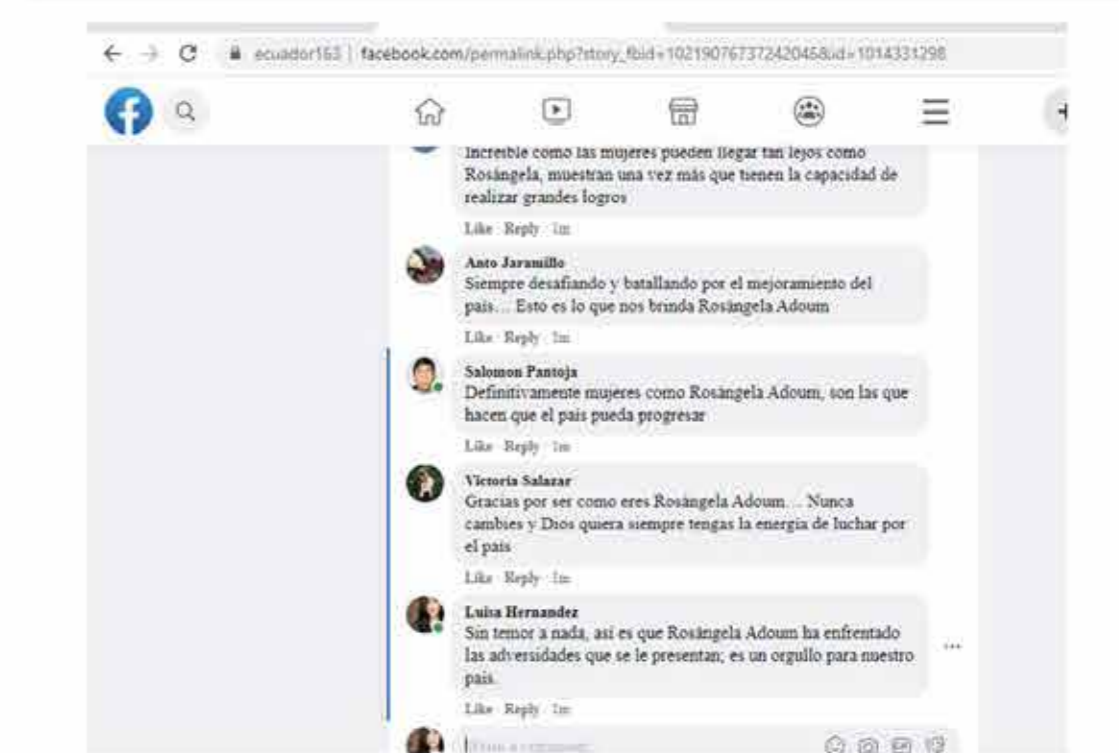 ecuador163 | facebook.com/permalink.php?story_fbid=10219076737242045&id=1014331298
Increíble como las mujeres pueden llegar tan lejos como
Rosángela, muestran una vez más que tienen la capacidad de
realizar grandes logros
Like · Reply · 1m
Anto Jaramillo
Siempre desafiando y batallando por el mejoramiento del
país... Esto es lo que nos brinda Rosángela Adoum
Like · Reply · 1m
Salomon Pantoja
Definitivamente mujeres como Rosángela Adoum, son las que
hacen que el país pueda progresar
Like · Reply · 1m
Victoria Salazar
Gracias por ser como eres Rosángela Adoum... Nunca
cambies y Dios quiera siempre tengas la energía de luchar por
el país
Like · Reply · 1m
Luisa Hernandez
Sin temor a nada, así es que Rosángela Adoum ha enfrentado
las adversidades que se le presentan; es un orgullo para nuestro
país.
Like · Reply · 1m